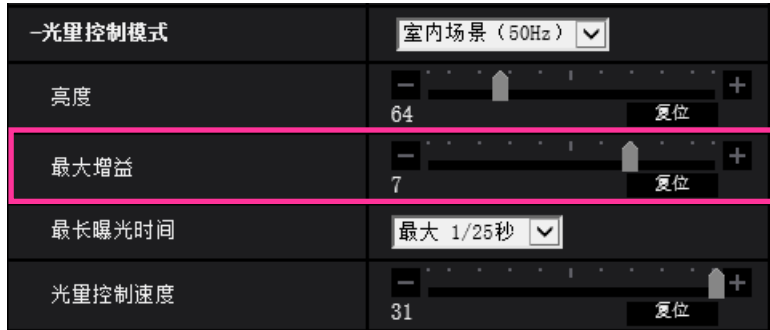 -光量控制模式 室内场景（50Hz）
亮度 − +
64 复位
最大增益 − +
7 复位
最长曝光时间 最大 1/25秒
光量控制速度 − +
31 复位